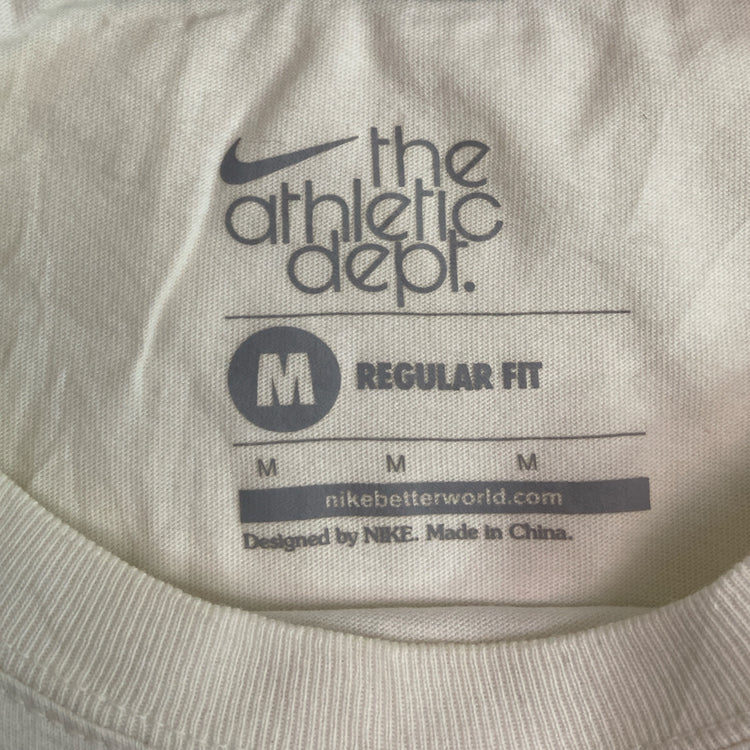 the
athletic
dept.
M REGULAR FIT
M M M
nikebetterworld.com
Designed by NIKE. Made in China.